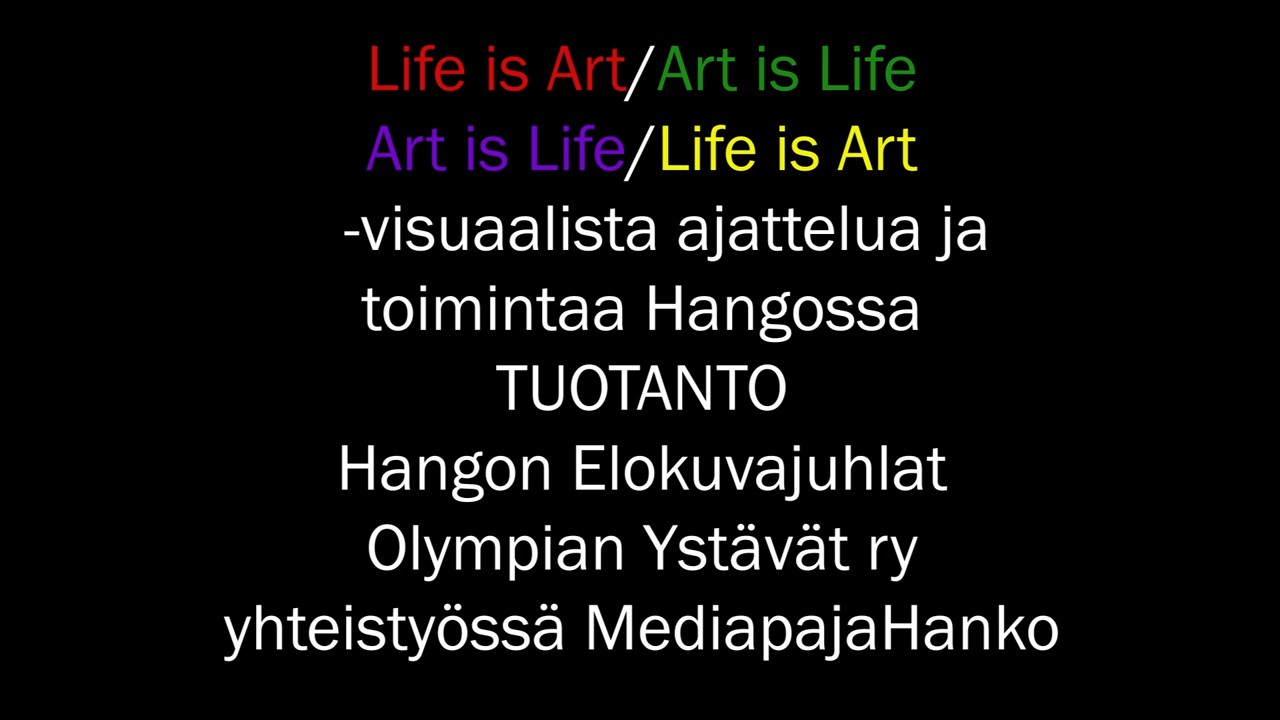 Life is Art/Art is Life
Art is Life/Life is Art
-visuaalista ajattelua ja
toimintaa Hangossa
TUOTANTO
Hangon Elokuvajuhlat
Olympian Ystävät ry
yhteistyössä MediapajaHanko